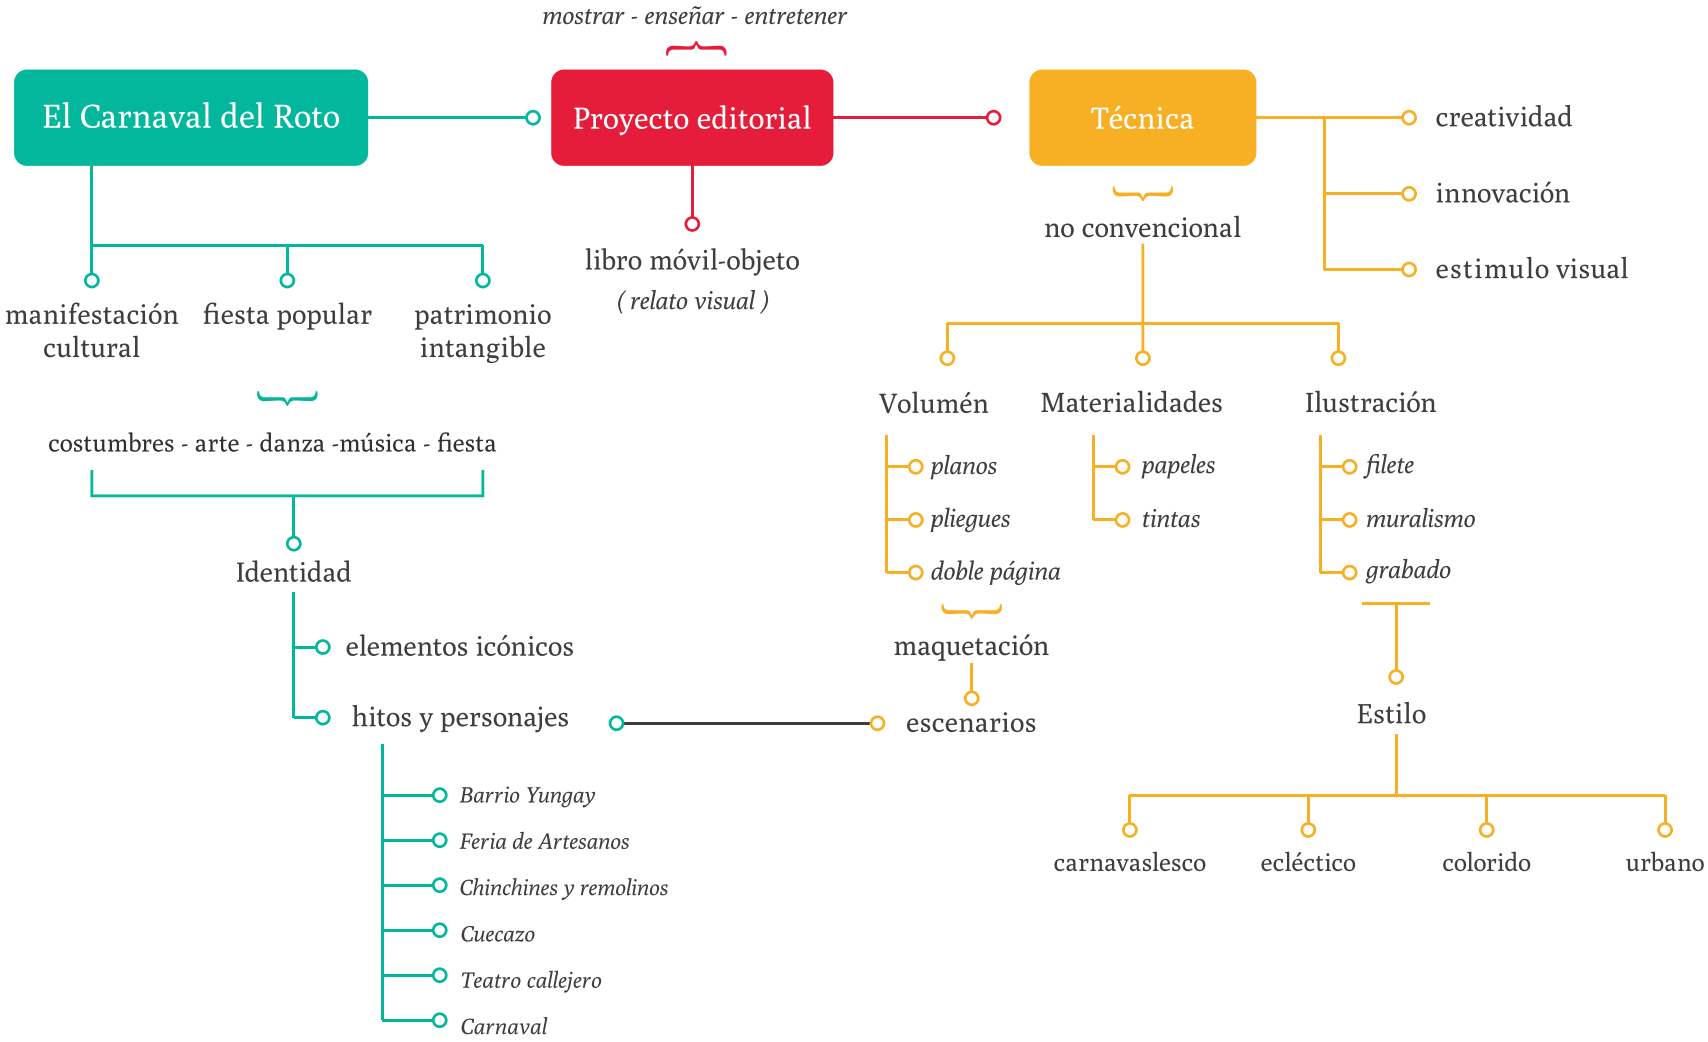 mostrar - enseñar - entretener
El Carnaval del Roto
Proyecto editorial
Técnica
creatividad
innovación
estimulo visual
no convencional
libro móvil-objeto
( relato visual )
manifestación
cultural
fiesta popular
patrimonio
intangible
costumbres - arte - danza -música - fiesta
Identidad
elementos icónicos
hitos y personajes
Barrio Yungay
Feria de Artesanos
Chinchines y remolinos
Cuecazo
Teatro callejero
Carnaval
Volumén
planos
pliegues
doble página
maquetación
escenarios
Materialidades
papeles
tintas
Ilustración
filete
muralismo
grabado
Estilo
carnavaslesco
ecléctico
colorido
urbano